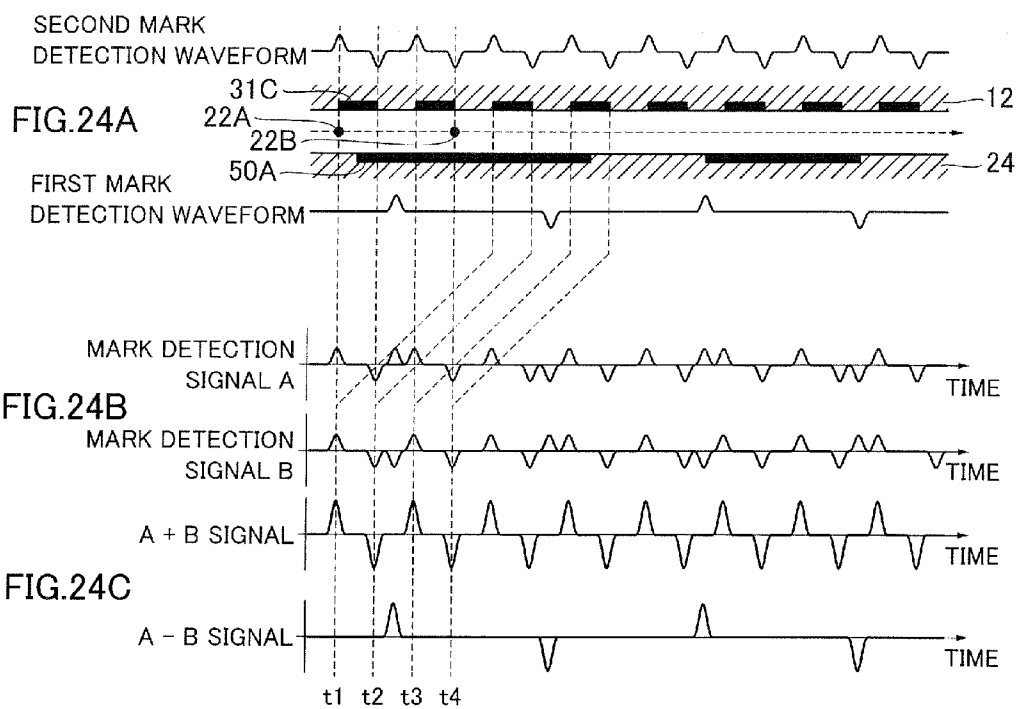 SECOND MARK
DETECTION WAVEFORM
31C
12
FIG.24A
22A
22B
50A
24
FIRST MARK
DETECTION WAVEFORM
MARK DETECTION
SIGNAL A
TIME
FIG.24B
MARK DETECTION
SIGNAL B
TIME
A + B SIGNAL
TIME
FIG.24C
A − B SIGNAL
TIME
t1 t2 t3 t4